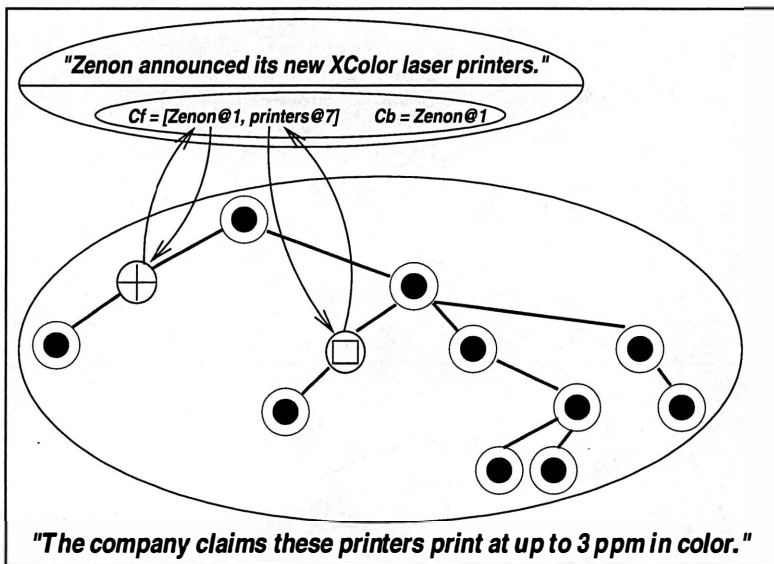 "Zenon announced its new XColor laser printers."
Cf = [Zenon@1, printers@7] Cb = Zenon@1
"The company claims these printers print at up to 3 ppm in color."